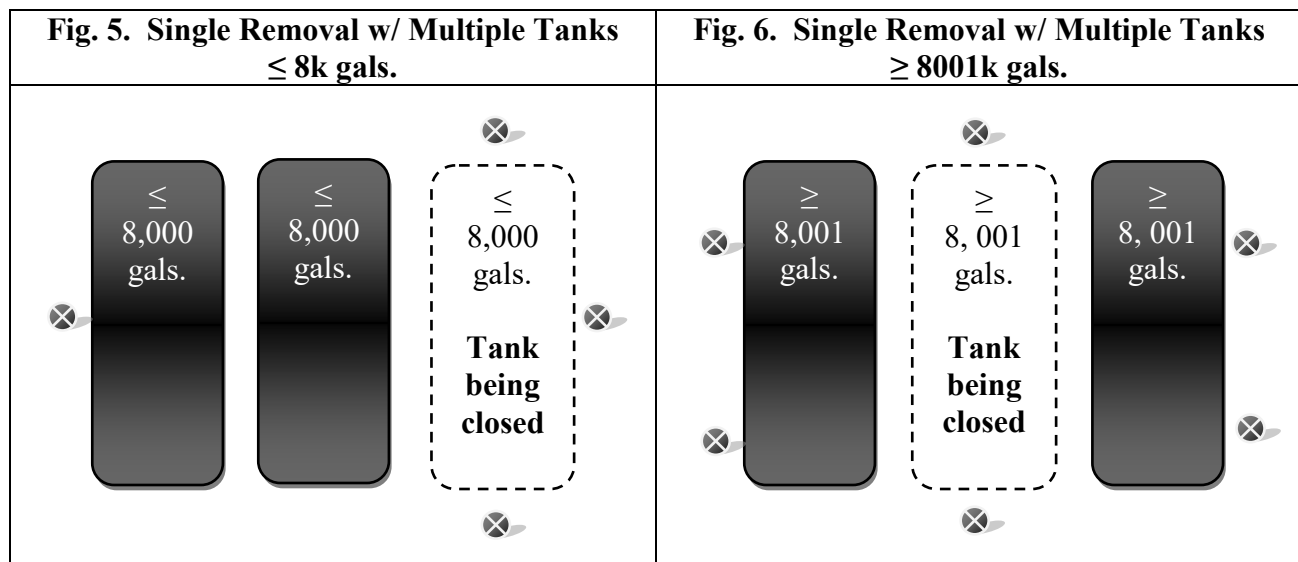 Fig. 5. Single Removal w/ Multiple Tanks
≤ 8k gals.
Fig. 6. Single Removal w/ Multiple Tanks
≥ 8001k gals.
≤
8,000
gals.
≤
8,000
gals.
≤
8,000
gals.
Tank
being
closed
≥
8,001
gals.
≥
8, 001
gals.
Tank
being
closed
≥
8, 001
gals.